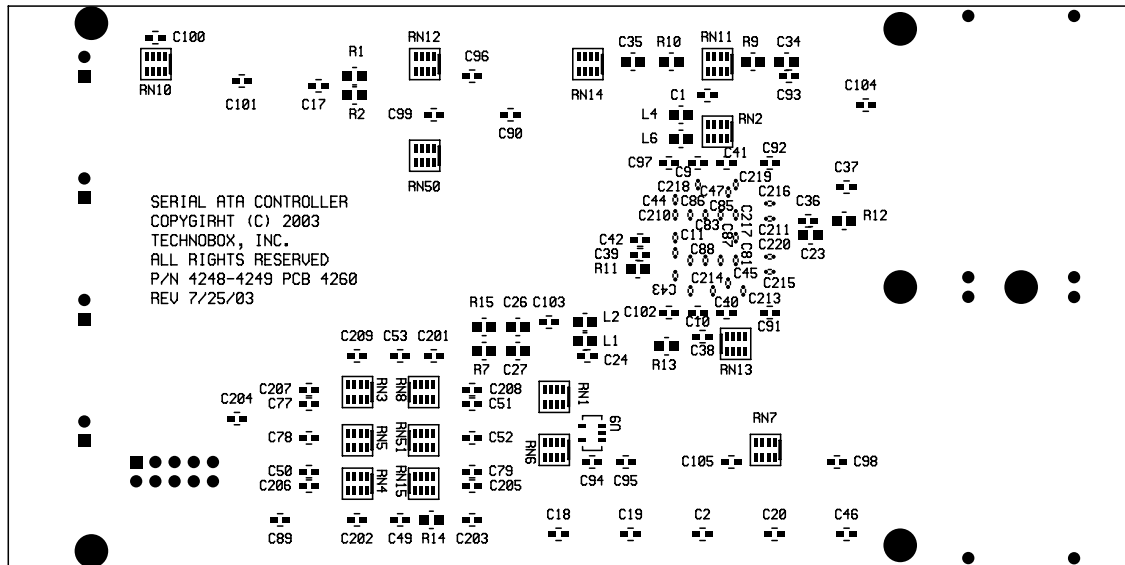 C100
RN10
C101
C17
R1
R2
RN12
C96
C99
C90
RN50
RN14
C35
R10
RN11
R9
C34
C93
C104
C1
L4
L6
RN2
C97
C9
C41
C92
C37
C218
C47
C219
C216
C44
C86
C85
C36
R12
C210
C83
C217
C211
C23
C42
C11
C87
C220
C39
C88
C81
R11
C43
C214
C45
C215
C213
C102
C10
C40
C91
C38
R13
RN13
SERIAL ATA CONTROLLER
COPYGIRHT (C) 2003
TECHNOBOX, INC.
ALL RIGHTS RESERVED
P/N 4248-4249 PCB 4260
REV 7/25/03
R15
C26
C103
L2
L1
C24
R7
C27
C209
C53
C201
C207
C77
RN3
RN8
C208
C51
C204
C78
RN5
RN51
C52
C50
C206
RN4
RN15
C79
C205
C89
C202
C49
R14
C203
RN1
U9
RN6
C94
C95
RN7
C105
C98
C18
C19
C2
C20
C46